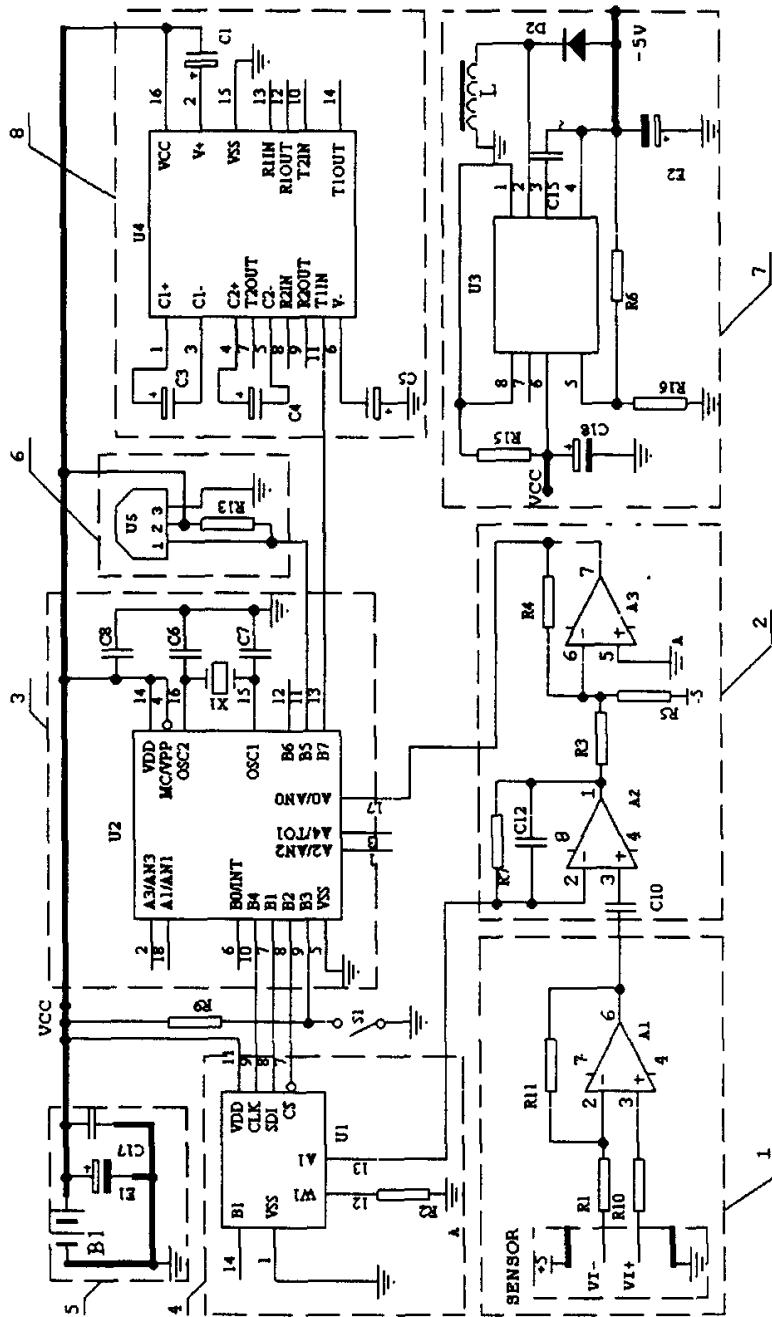 5
B1
E1
C17
VCC
3
6
8
4
14
B1
VSS
1
VDD
CLK
SDI
CS
U1
W1
A1
11
9
8
7
12
13
R2
A
R9
S1
2
18
A3/AN3
A1/AN1
U2
6
10
7
8
9
5
B0/INT
B4
B1
B2
B3
VSS
VDD
MC/VPP
OSC2
OSC1
B6
B5
B7
14
4
16
15
12
11
13
A2/AN2
A4/TO1
A0/AN0
1
3
17
C8
C6
C7
X1
U5
1 2 3
R13
C3
C4
C5
1
3
4
7
5
8
9
11
6
C1+
C1-
C2+
T2OUT
C2-
R2IN
R2OUT
T1IN
V-
U4
VCC
V+
VSS
R1IN
R1OUT
T2IN
T1OUT
16
2
15
13
12
10
14
C1
SENSOR
+5
VI-
VI+
R1
R10
R11
2
3
7
6
4
A1
1
C10
R7
C12
2
3
8
1
4
A2
R3
R4
R5
-5
6
5
7
A3
A
2
VCC
R15
C18
8
7
6
5
U3
1
2
3
4
C15
L
D2
R6
R16
E2
-5V
7